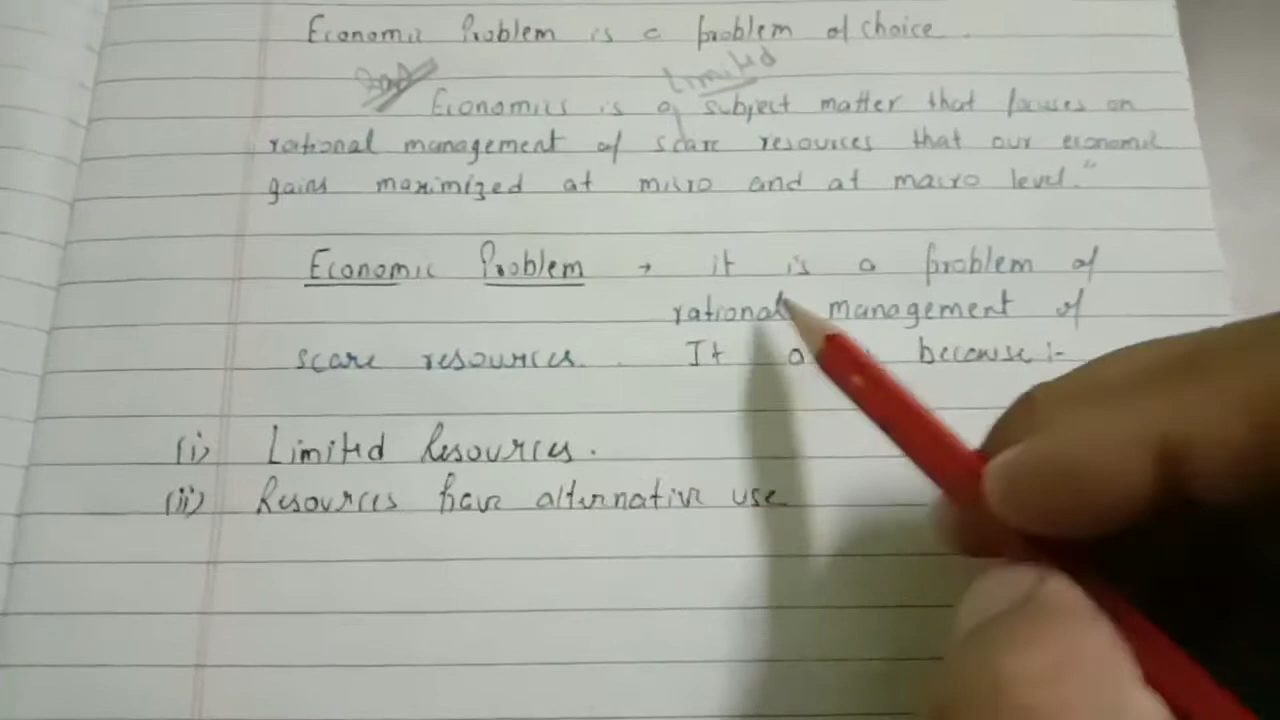 Economic Problem is a problem of choice.
limited
Economics is a subject matter that focuses on
rational management of scare resources that our economic
gains maximized at micro and at macro level."
Economic Problem → it is a problem of
rational management of
scare resources. It because :-
(i) Limited Resources.
(ii) Resources have alternative use